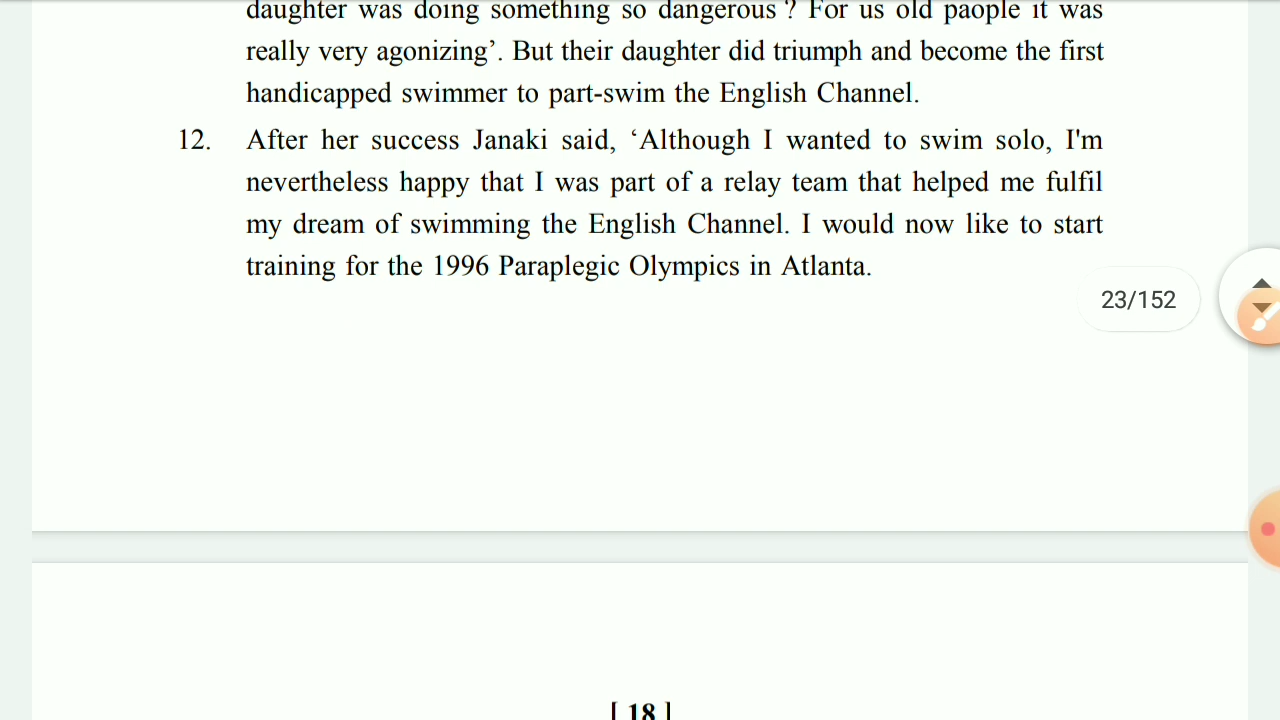 daughter was doing something so dangerous ? For us old paople it was
really very agonizing’. But their daughter did triumph and become the first
handicapped swimmer to part-swim the English Channel.
12. After her success Janaki said, ‘Although I wanted to swim solo, I'm
nevertheless happy that I was part of a relay team that helped me fulfil
my dream of swimming the English Channel. I would now like to start
training for the 1996 Paraplegic Olympics in Atlanta.
23/152
[ 18 ]